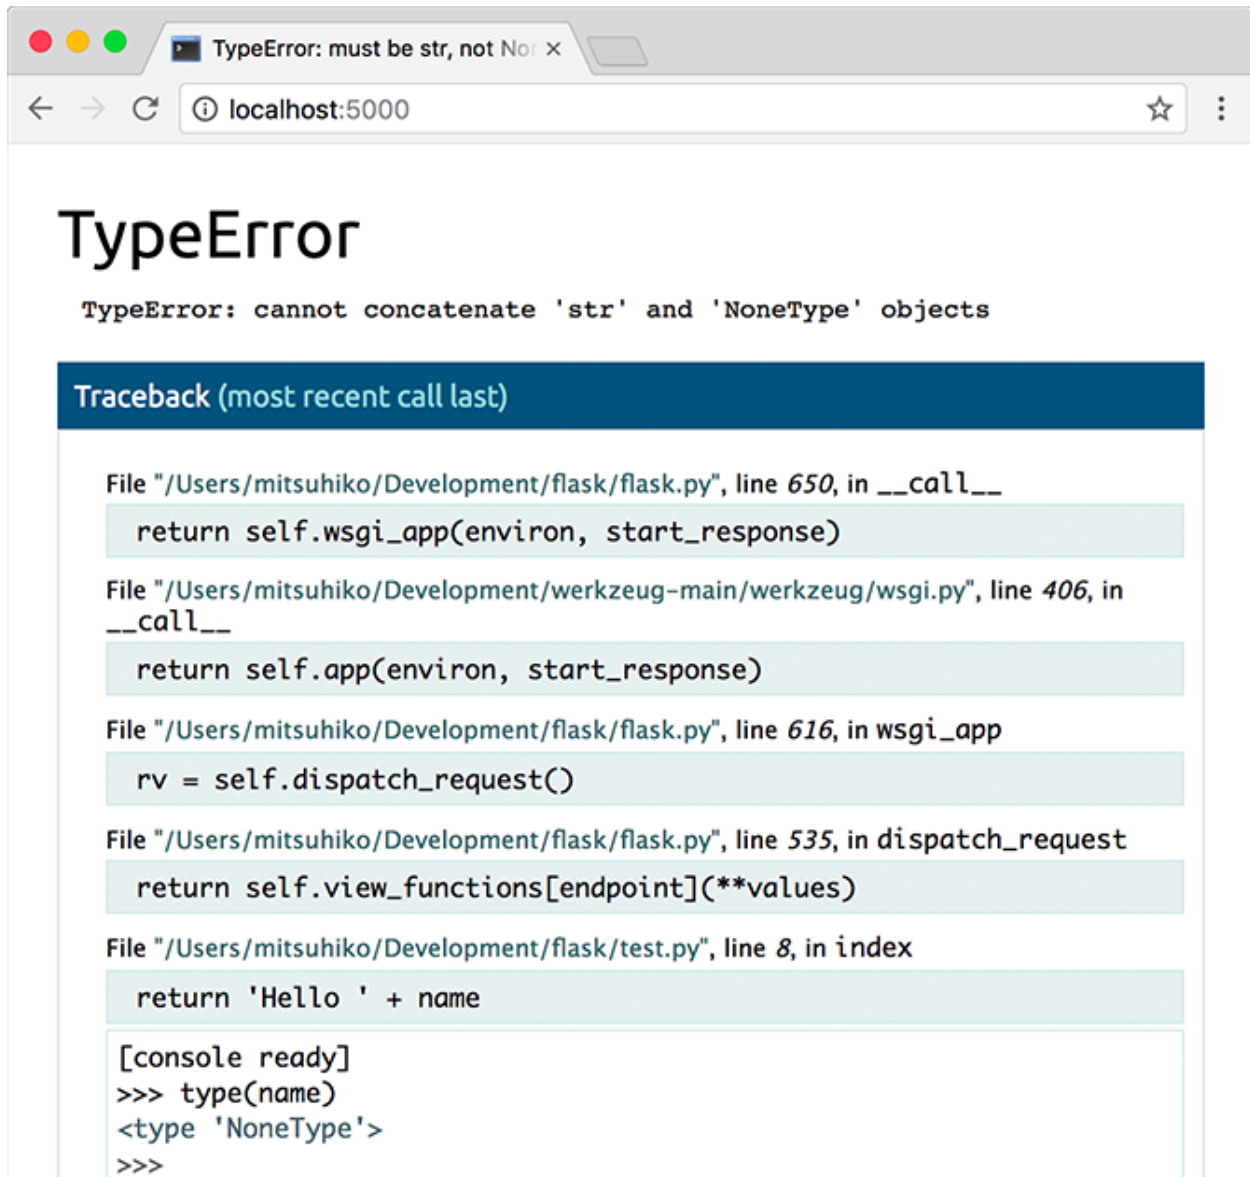 TypeError: must be str, not Nor
localhost:5000
TypeError
TypeError: cannot concatenate 'str' and 'NoneType' objects
Traceback (most recent call last)
File "/Users/mitsuhiko/Development/flask/flask.py", line 650, in __call__
return self.wsgi_app(environ, start_response)
File "/Users/mitsuhiko/Development/werkzeug-main/werkzeug/wsgi.py", line 406, in
__call__
return self.app(environ, start_response)
File "/Users/mitsuhiko/Development/flask/flask.py", line 616, in wsgi_app
rv = self.dispatch_request()
File "/Users/mitsuhiko/Development/flask/flask.py", line 535, in dispatch_request
return self.view_functions[endpoint](**values)
File "/Users/mitsuhiko/Development/flask/test.py", line 8, in index
return 'Hello ' + name
[console ready]
>>> type(name)
<type 'NoneType'>
>>>